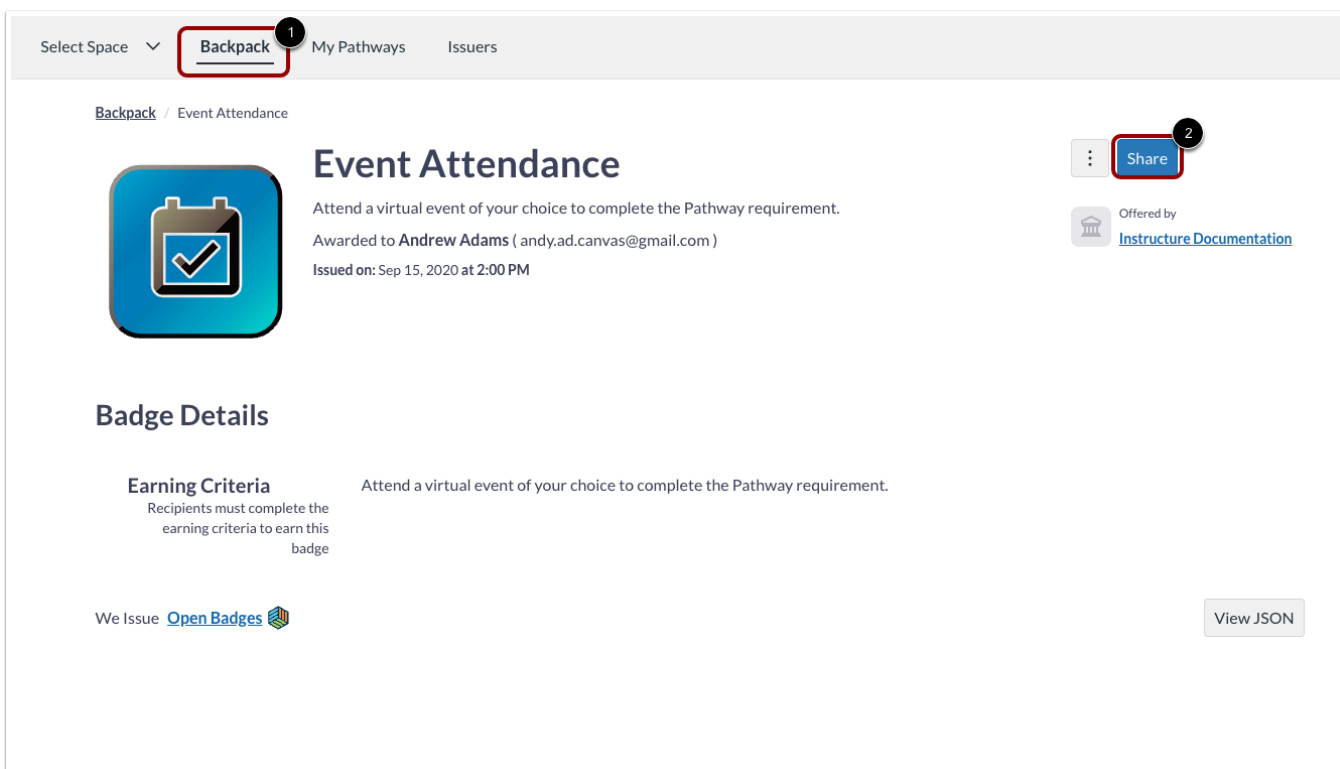 Select Space Backpack 1 My Pathways Issuers
Backpack / Event Attendance
2
Event Attendance
Share
Attend a virtual event of your choice to complete the Pathway requirement.
Awarded to Andrew Adams ( andy.ad.canvas@gmail.com )
Issued on: Sep 15, 2020 at 2:00 PM
Offered by
Instructure Documentation
Badge Details
Earning Criteria
Recipients must complete the
earning criteria to earn this
badge
Attend a virtual event of your choice to complete the Pathway requirement.
We Issue Open Badges
View JSON